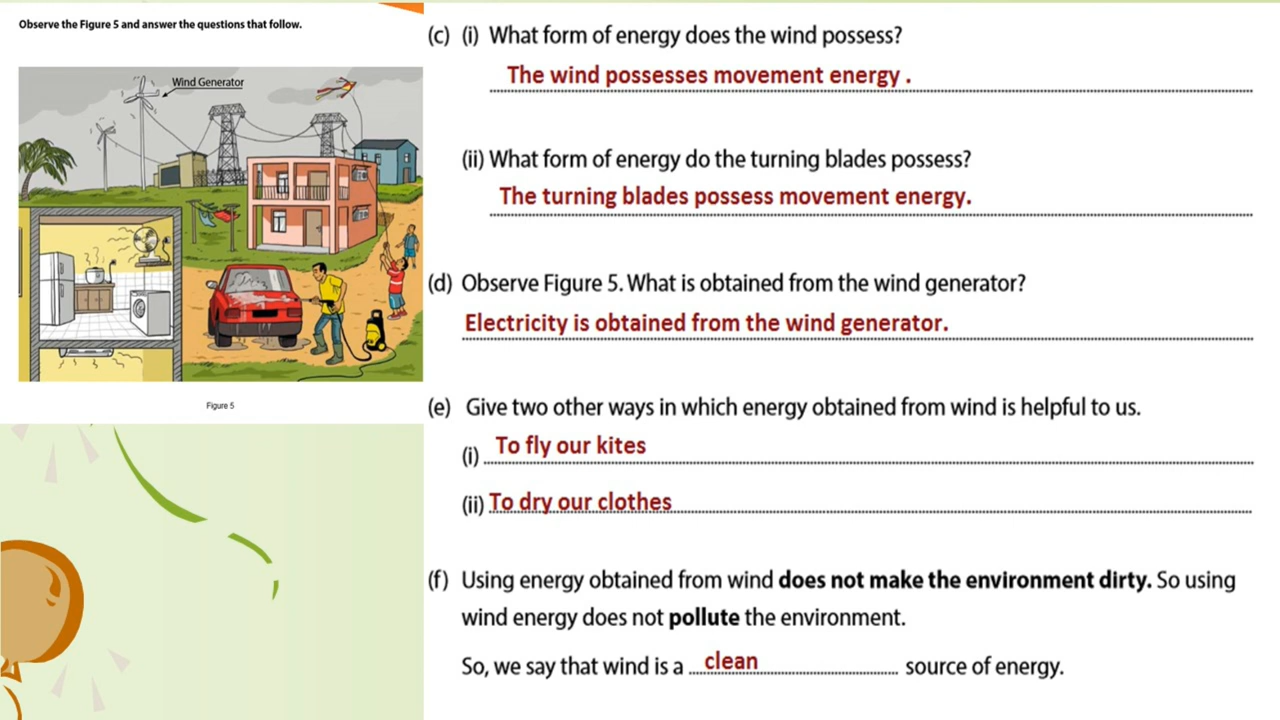 Observe the Figure 5 and answer the questions that follow.
Wind Generator
Figure 5
(c) (i) What form of energy does the wind possess?
The wind possesses movement energy .
(ii) What form of energy do the turning blades possess?
The turning blades possess movement energy.
(d) Observe Figure 5. What is obtained from the wind generator?
Electricity is obtained from the wind generator.
(e) Give two other ways in which energy obtained from wind is helpful to us.
(i) To fly our kites
(ii) To dry our clothes
(f) Using energy obtained from wind does not make the environment dirty. So using
wind energy does not pollute the environment.
So, we say that wind is a clean source of energy.